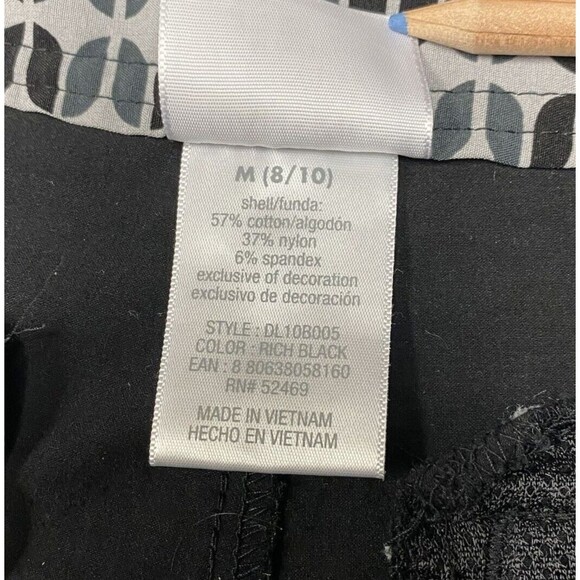 M (8/10)
shell/funda:
57% cotton/algodón
37% nylon
6% spandex
exclusive of decoration
exclusivo de decoración
STYLE : DL10B005
COLOR : RICH BLACK
EAN : 8 80638058160
RN# 52469
MADE IN VIETNAM
HECHO EN VIETNAM